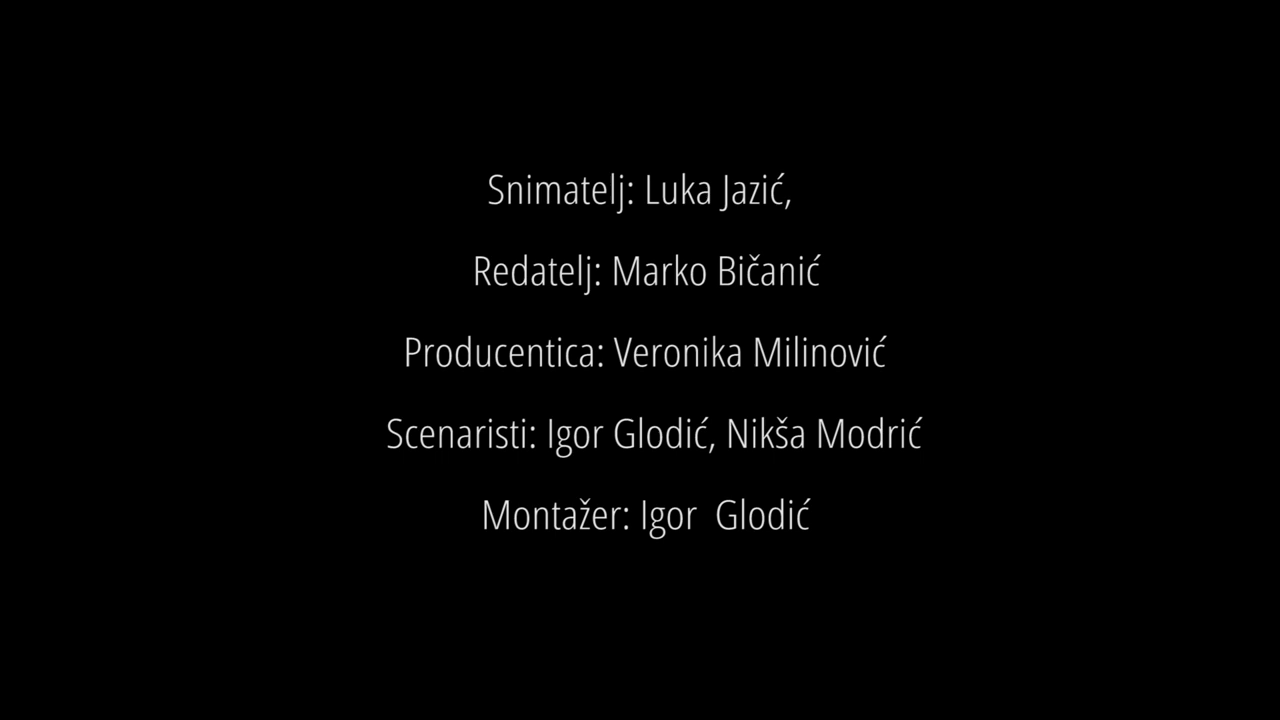 Snimatelj: Luka Jazić,
Redatelj: Marko Bičanić
Producentica: Veronika Milinović
Scenaristi: Igor Glodić, Nikša Modrić
Montažer: Igor  Glodić